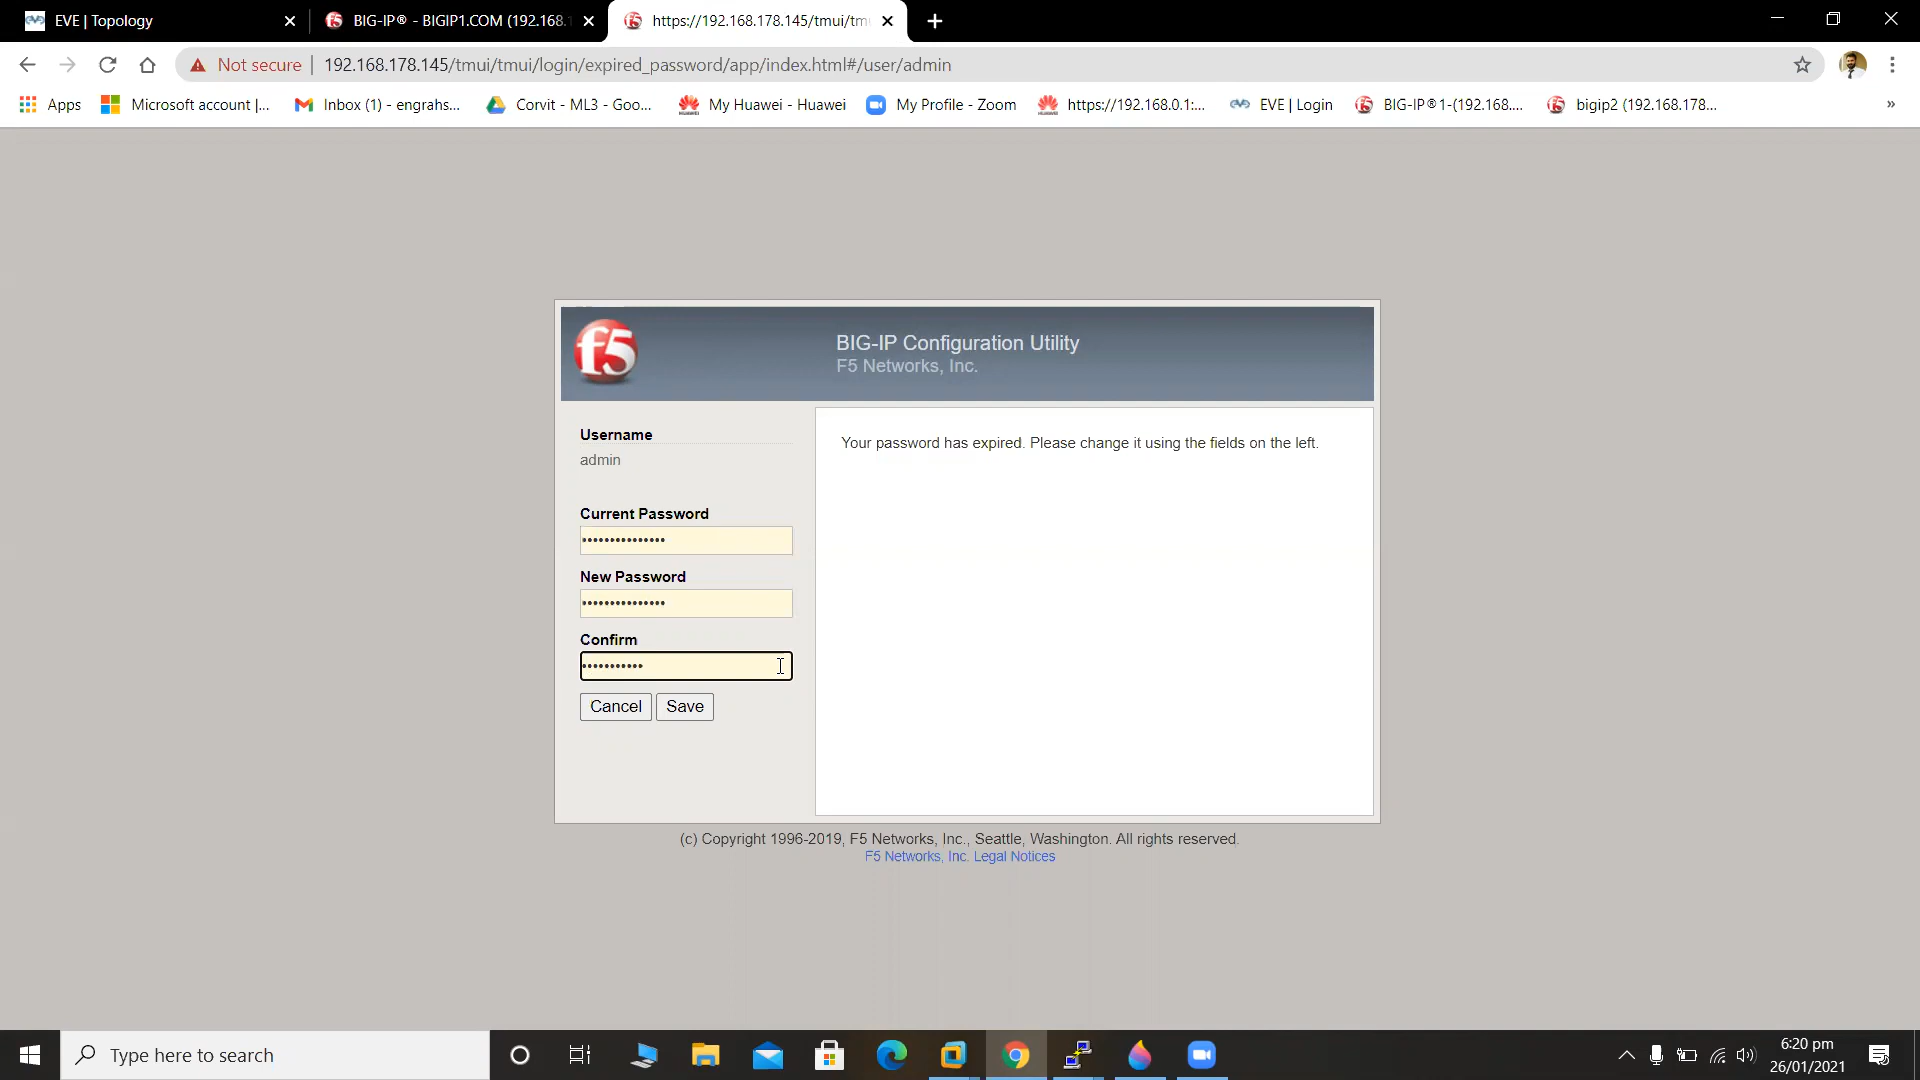 EVE | Topology
BIG-IP® - BIGIP1.COM (192.168.1
https://192.168.178.145/tmui/tmu
Not secure
192.168.178.145/tmui/tmui/login/expired_password/app/index.html#/user/admin
Apps
Microsoft account |...
Inbox (1) - engrahs...
Corvit - ML3 - Goo...
My Huawei - Huawei
My Profile - Zoom
https://192.168.0.1:...
EVE | Login
BIG-IP®1-(192.168....
bigip2 (192.168.178...
»
f5
BIG-IP Configuration Utility
F5 Networks, Inc.
Username
admin
Current Password
•••••••••••••••
New Password
•••••••••••••••
Confirm
•••••••••••
Cancel
Save
Your password has expired. Please change it using the fields on the left.
(c) Copyright 1996-2019, F5 Networks, Inc., Seattle, Washington. All rights reserved.
F5 Networks, Inc. Legal Notices
Type here to search
6:20 pm
26/01/2021